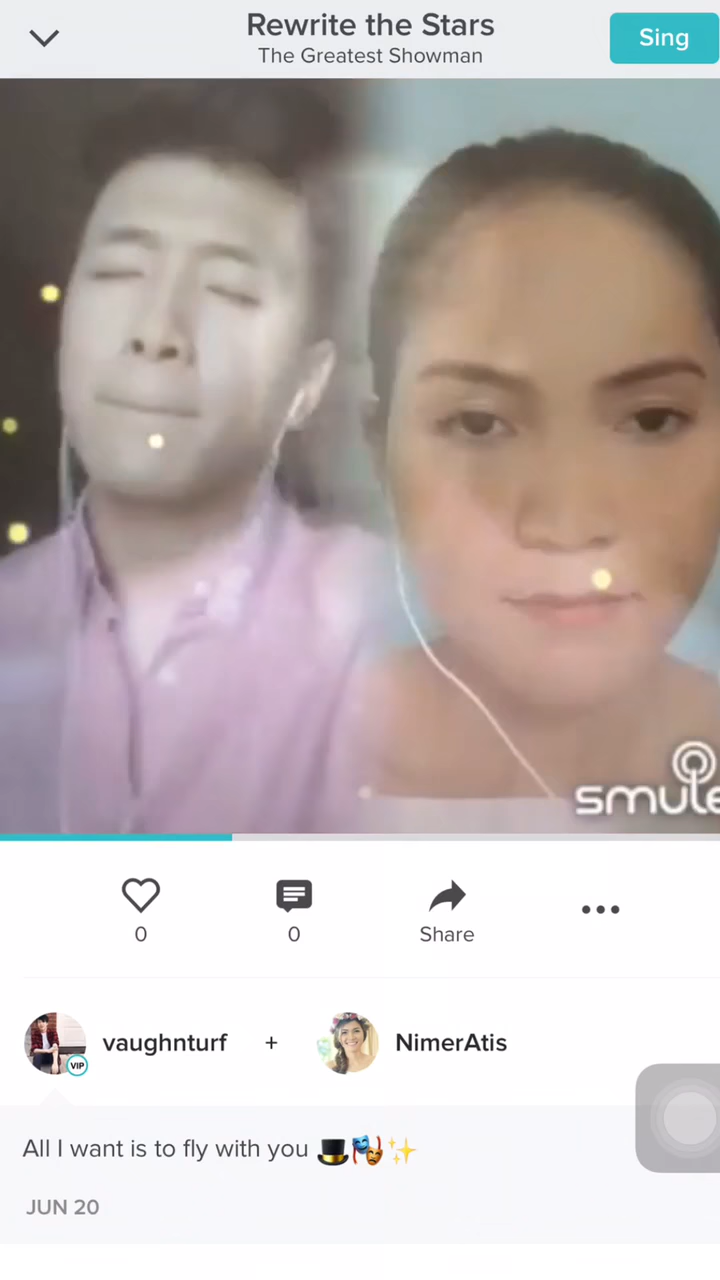 Rewrite the Stars
The Greatest Showman
Sing
smule
0
0
Share
vaughnturf + NimerAtis
VIP
All I want is to fly with you 🎩🎭✨
JUN 20